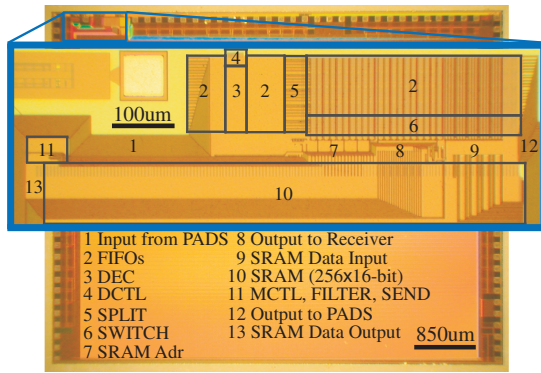 4
2 3 2 5 2
100um
6
1 7 8 9 12
11
13 10
1 Input from PADS 8 Output to Receiver
2 FIFOs 9 SRAM Data Input
3 DEC 10 SRAM (256x16-bit)
4 DCTL 11 MCTL, FILTER, SEND
5 SPLIT 12 Output to PADS
6 SWITCH 13 SRAM Data Output
7 SRAM Adr 850um